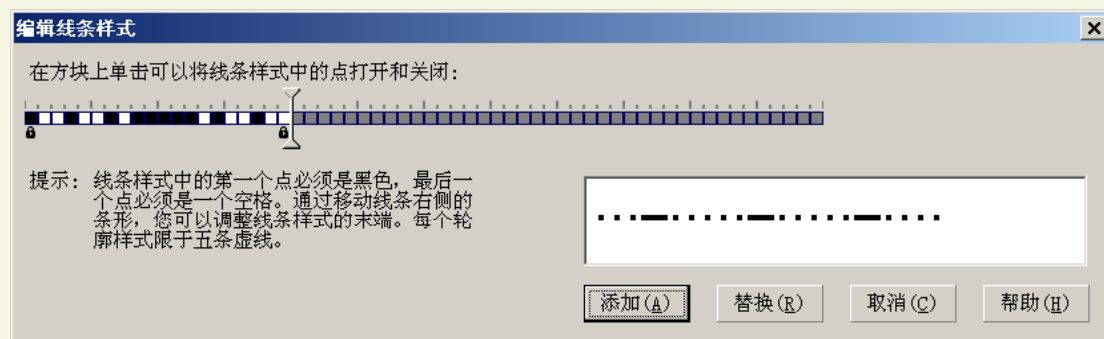 编辑线条样式
在方块上单击可以将线条样式中的点打开和关闭:
提示: 线条样式中的第一个点必须是黑色, 最后一
个点必须是一个空格。通过移动线条右侧的
条形, 您可以调整线条样式的末端。每个轮
廓样式限于五条虚线。
添加(A) 替换(R) 取消(C) 帮助(H)